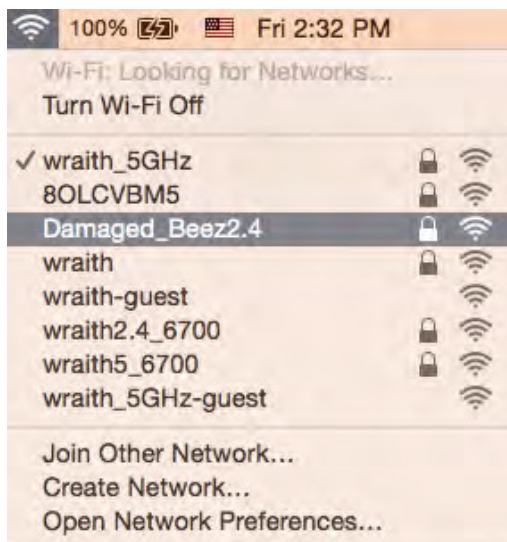 100% Fri 2:32 PM
Wi-Fi: Looking for Networks...
Turn Wi-Fi Off
wraith_5GHz
8OLCVBM5
Damaged_Beez2.4
wraith
wraith-guest
wraith2.4_6700
wraith5_6700
wraith_5GHz-guest
Join Other Network...
Create Network...
Open Network Preferences...